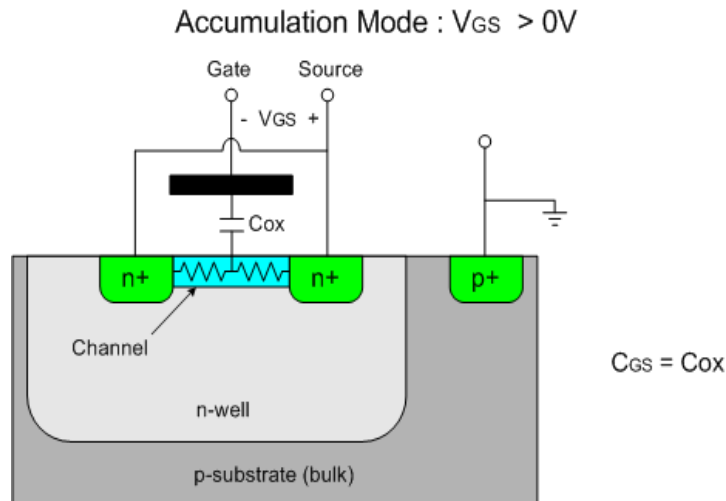 Accumulation Mode : VGS > 0V
Gate
Source
- VGS +
Cox
n+
n+
p+
Channel
CGS = Cox
n-well
p-substrate (bulk)